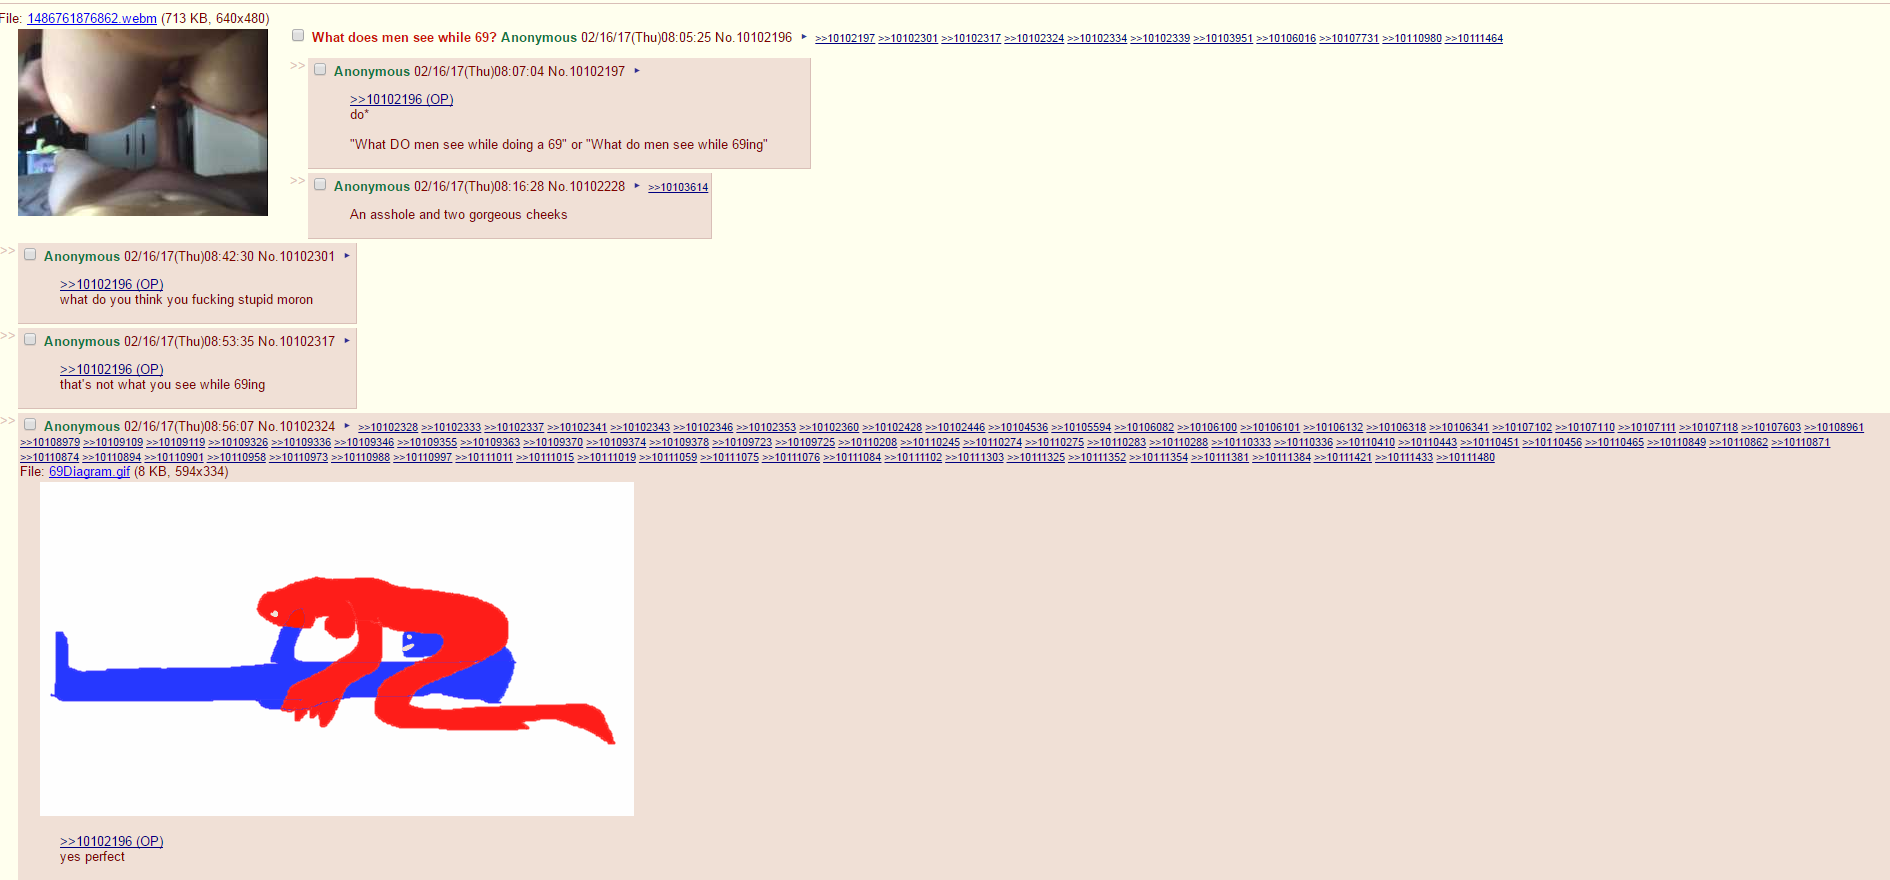 File: 1486761876862.webm (713 KB, 640x480)
What does men see while 69? Anonymous 02/16/17(Thu)08:05:25 No.10102196 ▸ >>10102197 >>10102301 >>10102317 >>10102324 >>10102334 >>10102339 >>10103951 >>10106016 >>10107731 >>10110980 >>10111464
>> Anonymous 02/16/17(Thu)08:07:04 No.10102197 ▸
>>10102196 (OP)
do*
"What DO men see while doing a 69" or "What do men see while 69ing"
>> Anonymous 02/16/17(Thu)08:16:28 No.10102228 ▸ >>10103614
An asshole and two gorgeous cheeks
>> Anonymous 02/16/17(Thu)08:42:30 No.10102301 ▸
>>10102196 (OP)
what do you think you fucking stupid moron
>> Anonymous 02/16/17(Thu)08:53:35 No.10102317 ▸
>>10102196 (OP)
that's not what you see while 69ing
>> Anonymous 02/16/17(Thu)08:56:07 No.10102324 ▸ >>10102328 >>10102333 >>10102337 >>10102341 >>10102343 >>10102346 >>10102353 >>10102360 >>10102428 >>10102446 >>10104536 >>10105594 >>10106082 >>10106100 >>10106101 >>10106132 >>10106318 >>10106341 >>10107102 >>10107110 >>10107111 >>10107118 >>10107603 >>10108961
>>10108979 >>10109109 >>10109119 >>10109326 >>10109336 >>10109346 >>10109355 >>10109363 >>10109370 >>10109374 >>10109378 >>10109723 >>10109725 >>10110208 >>10110245 >>10110274 >>10110275 >>10110283 >>10110288 >>10110333 >>10110336 >>10110410 >>10110443 >>10110451 >>10110456 >>10110465 >>10110849 >>10110862 >>10110871
>>10110874 >>10110894 >>10110901 >>10110958 >>10110973 >>10110988 >>10110997 >>10111011 >>10111015 >>10111019 >>10111059 >>10111075 >>10111076 >>10111084 >>10111102 >>10111303 >>10111325 >>10111352 >>10111354 >>10111381 >>10111384 >>10111421 >>10111433 >>10111480
File: 69Diagram.gif (8 KB, 594x334)
>>10102196 (OP)
yes perfect